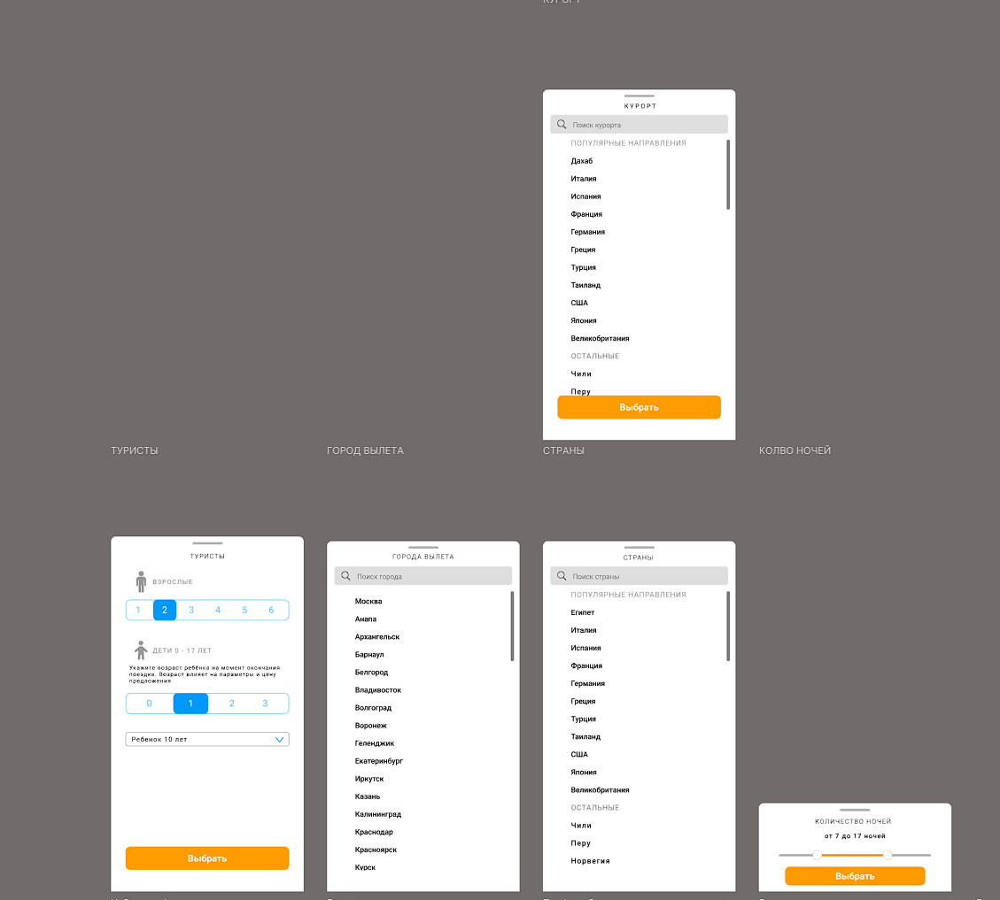 КУРОРТ
КУРОРТ
Поиск курорта
ПОПУЛЯРНЫЕ НАПРАВЛЕНИЯ
Дахаб
Италия
Испания
Франция
Германия
Греция
Турция
Таиланд
США
Япония
Великобритания
ОСТАЛЬНЫЕ
Чили
Перу
Выбрать
ТУРИСТЫ
ГОРОД ВЫЛЕТА
СТРАНЫ
КОЛВО НОЧЕЙ
ТУРИСТЫ
ВЗРОСЛЫЕ
1 2 3 4 5 6
ДЕТИ 0 - 17 ЛЕТ
Укажите возраст ребёнка на момент окончания
поездки. Возраст влияет на параметры и цену
предложения
0 1 2 3
Ребенок 10 лет
Выбрать
ГОРОДА ВЫЛЕТА
Поиск города
Москва
Анапа
Архангельск
Барнаул
Белгород
Владивосток
Волгоград
Воронеж
Геленджик
Екатеринбург
Иркутск
Казань
Калининград
Краснодар
Красноярск
Курск
СТРАНЫ
Поиск страны
ПОПУЛЯРНЫЕ НАПРАВЛЕНИЯ
Египет
Италия
Испания
Франция
Германия
Греция
Турция
Таиланд
США
Япония
Великобритания
ОСТАЛЬНЫЕ
Чили
Перу
Норвегия
КОЛИЧЕСТВО НОЧЕЙ
от 7 до 17 ночей
Выбрать